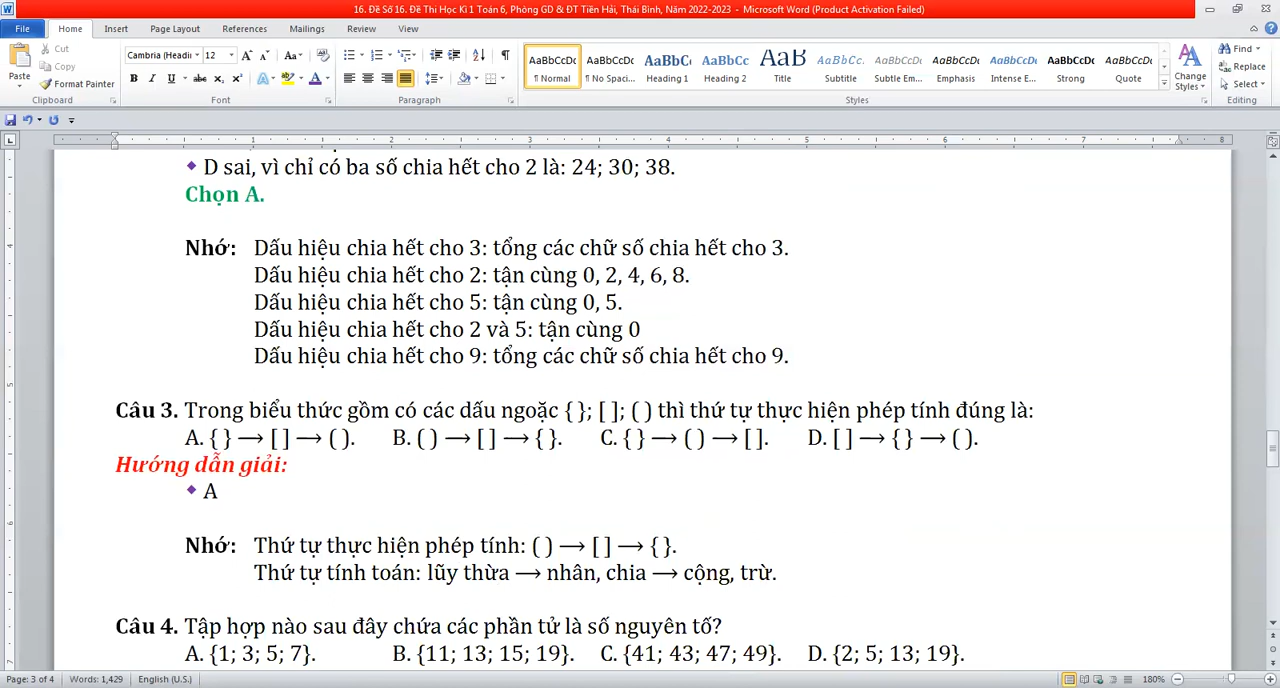 16. Đề Số 16. Đề Thi Học Kì 1 Toán 6, Phòng GD & ĐT Tiền Hải, Thái Bình, Năm 2022-2023 - Microsoft Word (Product Activation Failed)
File Home Insert Page Layout References Mailings Review View
Cut
Copy
Format Painter
Paste
Clipboard
Cambria (Headi 12
Font
Paragraph
AaBbCcDc AaBbCcDc AaBbC AaBbCc AaB AaBbCc. AaBbCcDc AaBbCcDc AaBbCcDc AaBbCcDc AaBbCcDc
¶ Normal ¶ No Spaci... Heading 1 Heading 2 Title Subtitle Subtle Em... Emphasis Intense E... Strong Quote
Styles
Change Styles
Find
Replace
Select
Editing
D sai, vì chỉ có ba số chia hết cho 2 là: 24; 30; 38.
Chọn A.
Nhớ: Dấu hiệu chia hết cho 3: tổng các chữ số chia hết cho 3.
Dấu hiệu chia hết cho 2: tận cùng 0, 2, 4, 6, 8.
Dấu hiệu chia hết cho 5: tận cùng 0, 5.
Dấu hiệu chia hết cho 2 và 5: tận cùng 0
Dấu hiệu chia hết cho 9: tổng các chữ số chia hết cho 9.
Câu 3. Trong biểu thức gồm có các dấu ngoặc { }; [ ]; ( ) thì thứ tự thực hiện phép tính đúng là:
A. { } → [ ] → ( ). B. ( ) → [ ] → { }. C. { } → ( ) → [ ]. D. [ ] → { } → ( ).
Hướng dẫn giải:
A
Nhớ: Thứ tự thực hiện phép tính: ( ) → [ ] → { }.
Thứ tự tính toán: lũy thừa → nhân, chia → cộng, trừ.
Câu 4. Tập hợp nào sau đây chứa các phần tử là số nguyên tố?
A. {1; 3; 5; 7}. B. {11; 13; 15; 19}. C. {41; 43; 47; 49}. D. {2; 5; 13; 19}.
Page: 3 of 4 Words: 1,429 English (U.S.) 180%